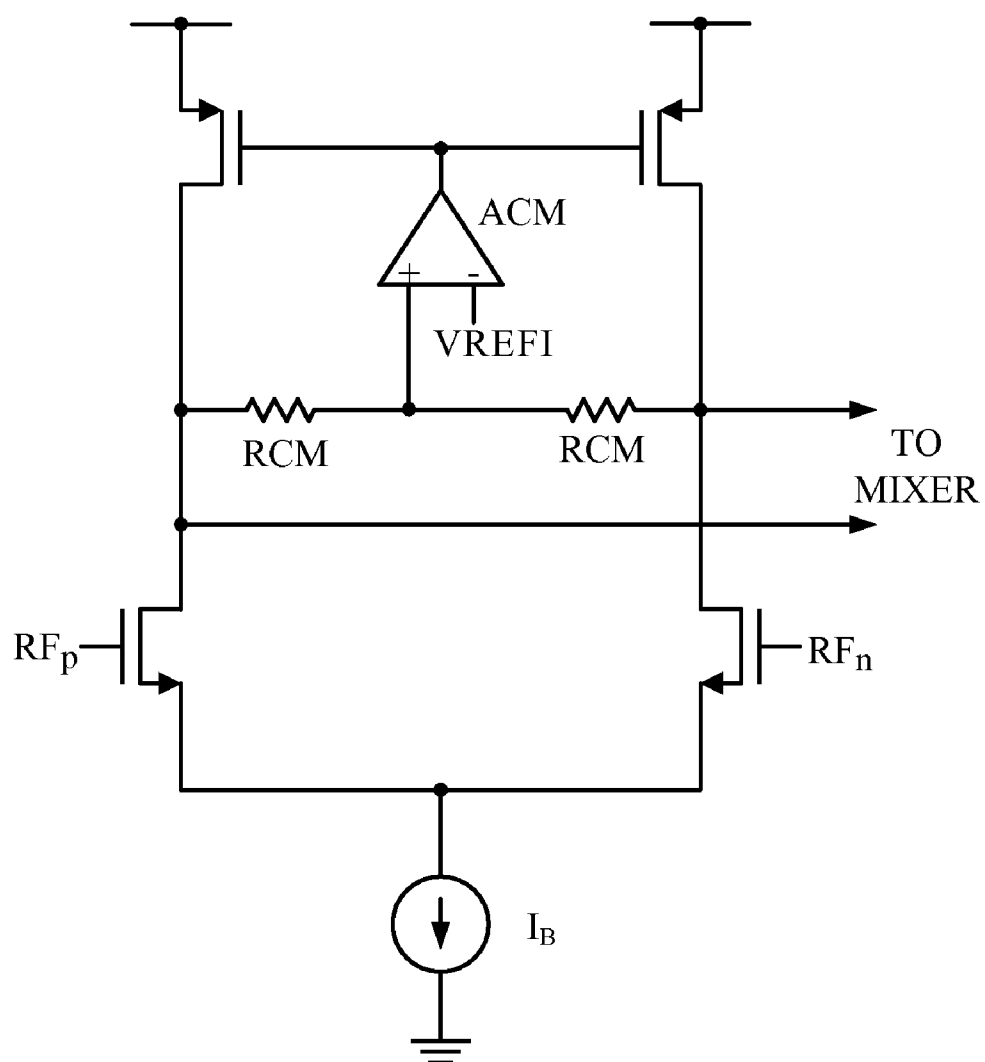 ACM
+ -
VREFI
RCM
RCM
TO
MIXER
RFp
RFn
IB